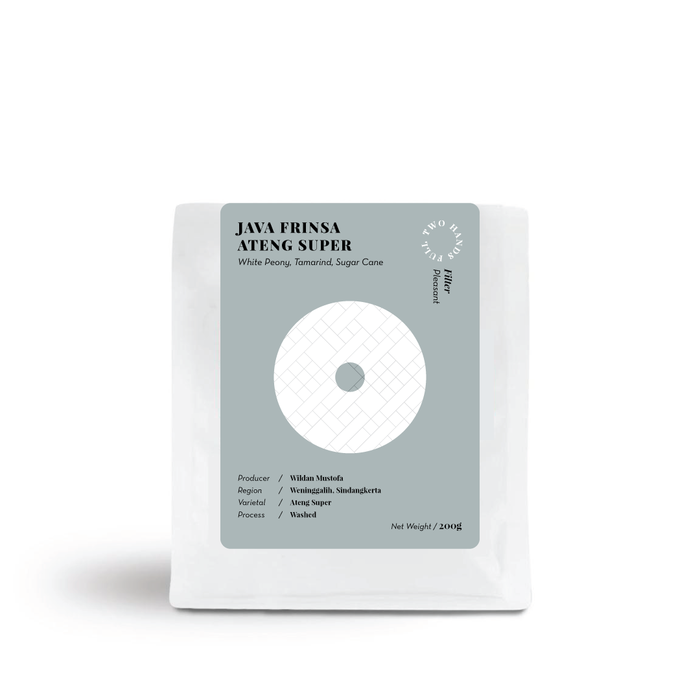 JAVA FRINSA
ATENG SUPER
White Peony, Tamarind, Sugar Cane
TWO HANDS FULL
Filter
Pleasant
Producer / Wildan Mustofa
Region / Weninggalih, Sindangkerta
Varietal / Ateng Super
Process / Washed
Net Weight / 200g